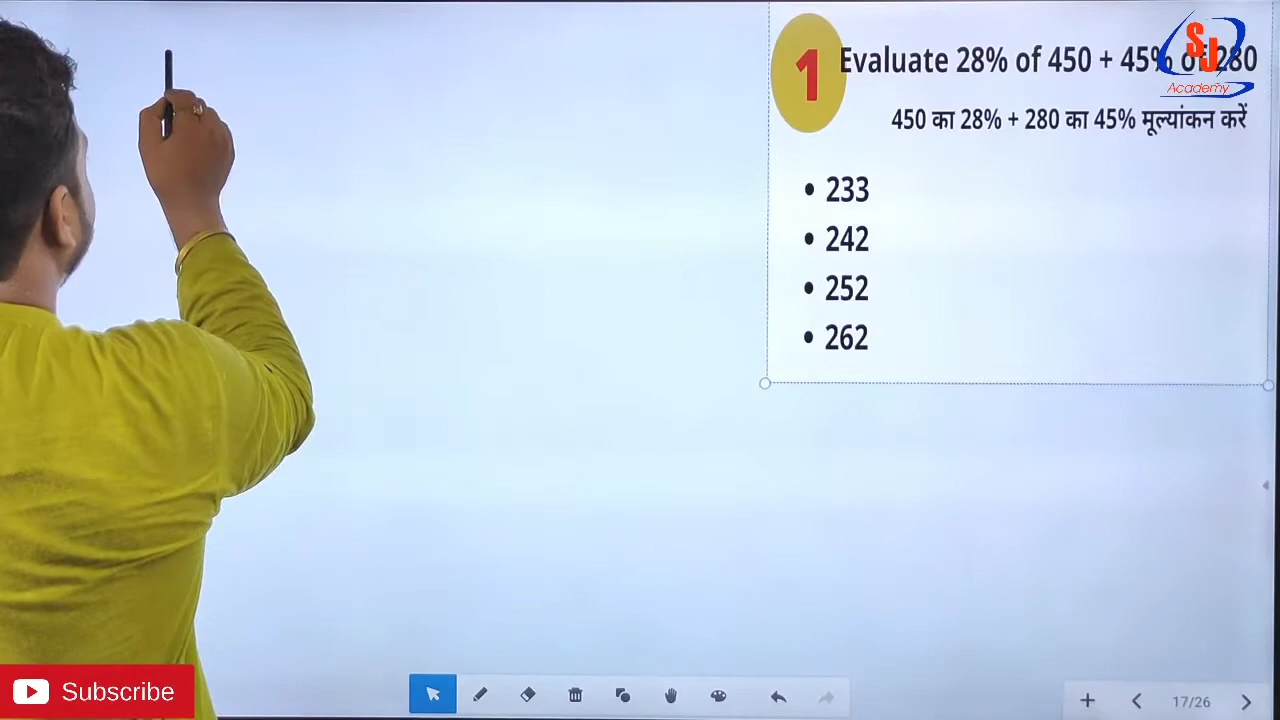 1
Evaluate 28% of 450 + 45% of 280
450 का 28% + 280 का 45% मूल्यांकन करें
• 233
• 242
• 252
• 262
SJ
Academy
Subscribe
17/26